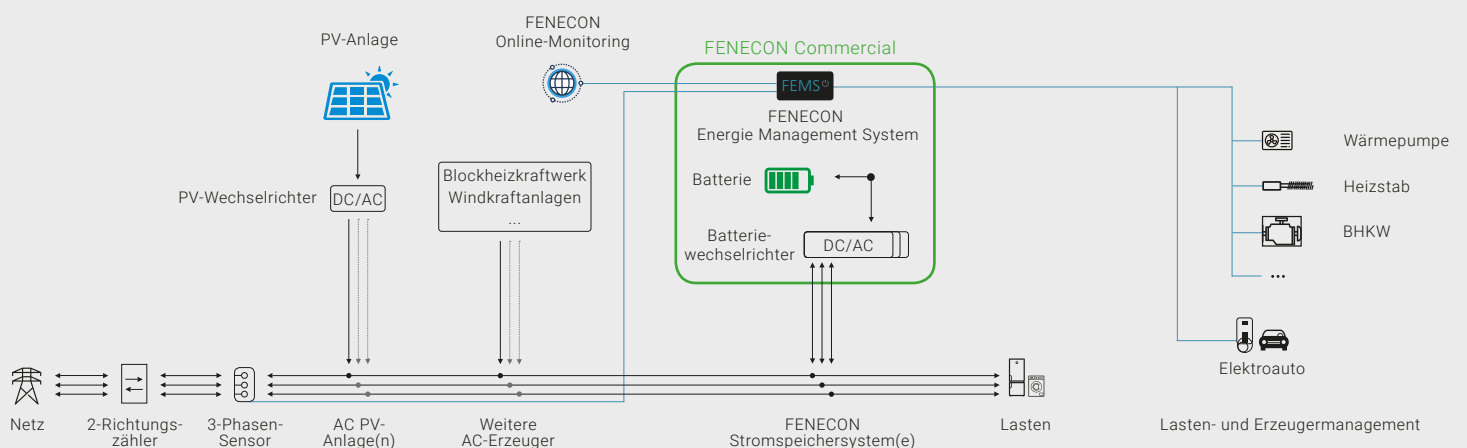 FENECON
Online-Monitoring
PV-Anlage
FENECON Commercial
FEMS
FENECON
Energie Management System
Wärmepumpe
Blockheizkraftwerk
Windkraftanlagen
...
Batterie
PV-Wechselrichter
DC/AC
Heizstab
Batterie-
wechselrichter
DC/AC
BHKW
...
Elektroauto
Netz
2-Richtungs-
zähler
3-Phasen-
Sensor
AC PV-
Anlage(n)
Weitere
AC-Erzeuger
FENECON
Stromspeichersystem(e)
Lasten
Lasten- und Erzeugermanagement